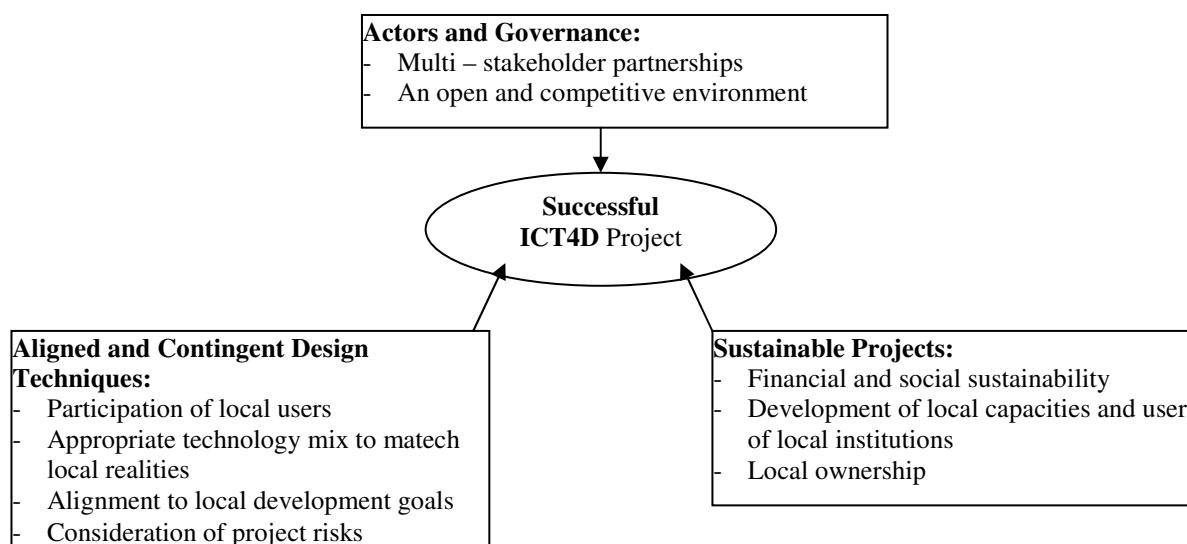 Actors and Governance:
- Multi – stakeholder partnerships
- An open and competitive environment
Successful
ICT4D Project
Aligned and Contingent Design
Techniques:
- Participation of local users
- Appropriate technology mix to matech
local realities
- Alignment to local development goals
- Consideration of project risks
Sustainable Projects:
- Financial and social sustainability
- Development of local capacities and user
of local institutions
- Local ownership